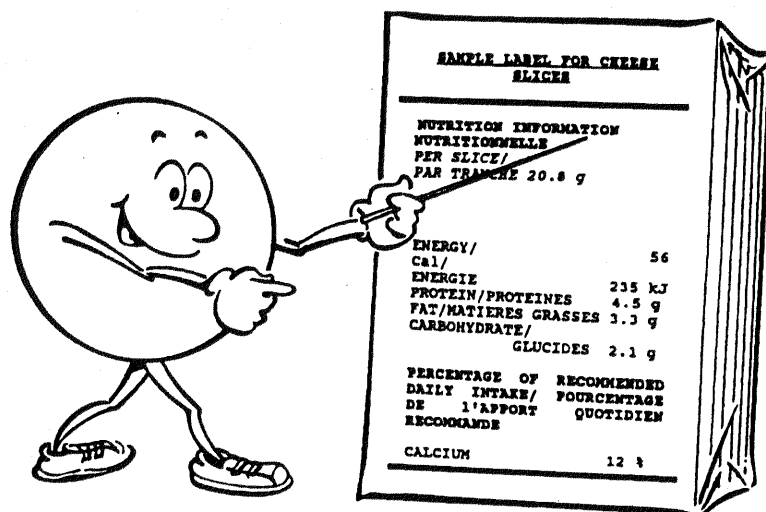 SAMPLE LABEL FOR CHEESE
SLICES
NUTRITION INFORMATION
NUTRITIONNELLE
PER SLICE/
PAR TRANCHE 20.8 g
ENERGY/ 56
Cal/
ENERGIE 235 kJ
PROTEIN/PROTEINES 4.5 g
FAT/MATIERES GRASSES 3.3 g
CARBOHYDRATE/
GLUCIDES 2.1 g
PERCENTAGE OF RECOMMENDED
DAILY INTAKE/ POURCENTAGE
DE l'APPORT QUOTIDIEN
RECOMMANDE
CALCIUM 12 %